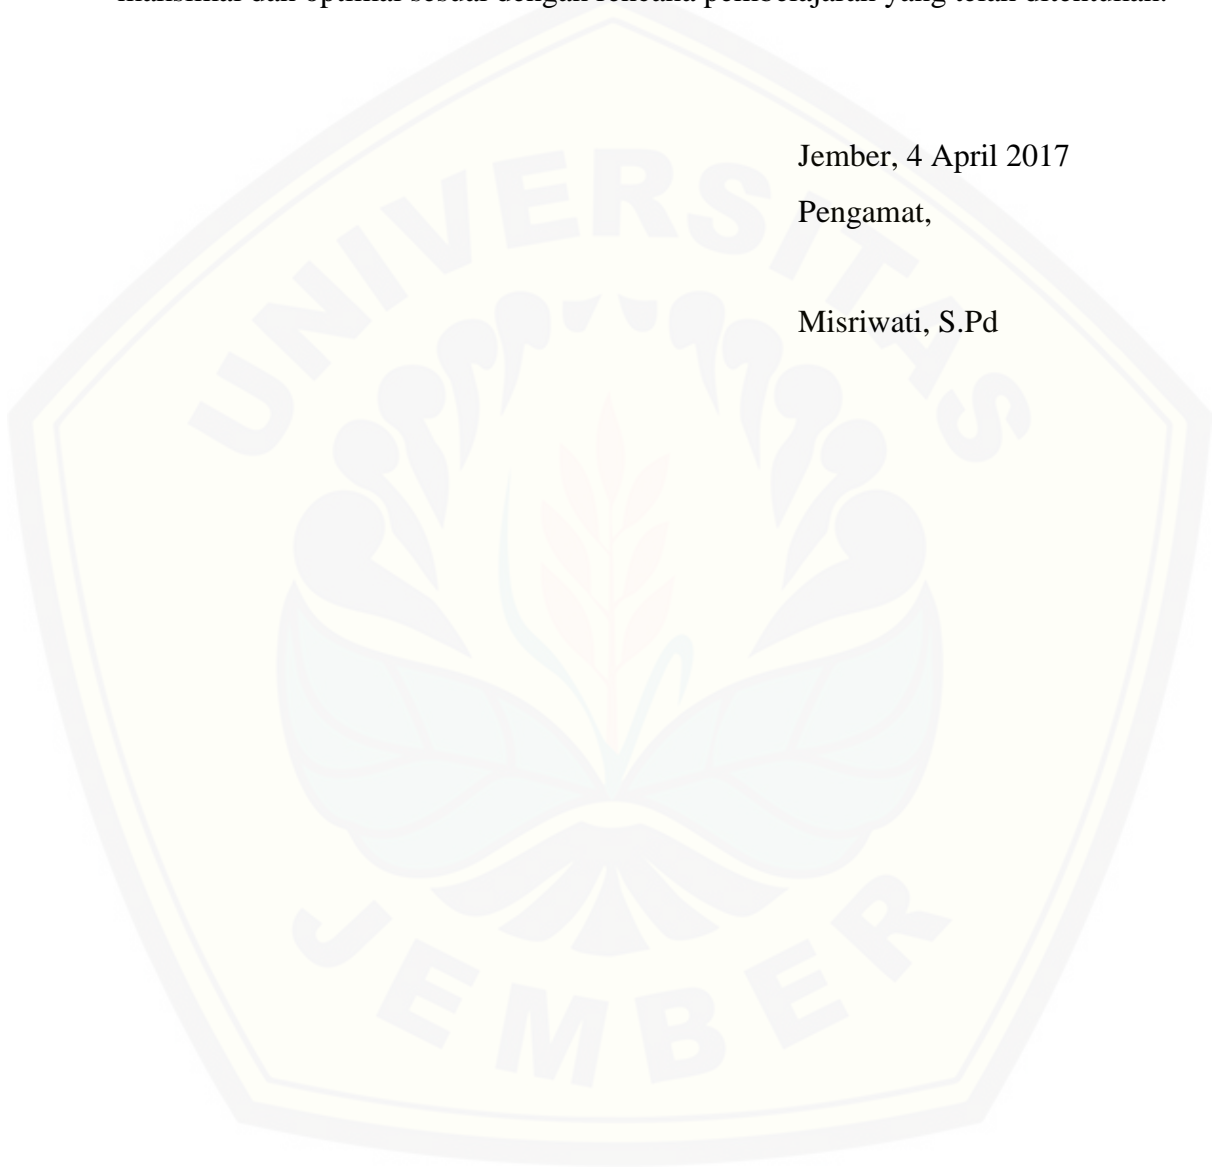 maksimal dan optimal sesuai dengan rencana pembelajaran yang telah ditentukan.
Jember, 4 April 2017
Pengamat,
Misriwati, S.Pd
UNIVERSITAS
JEMBER